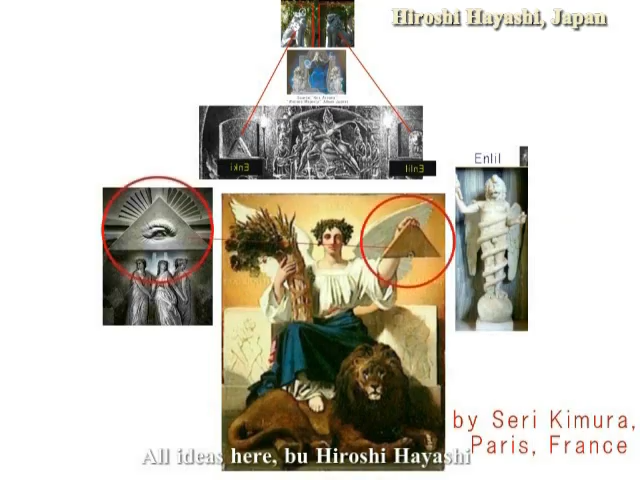 Hiroshi Hayashi, Japan
Enki
Enlil
Enlil
by Seri Kimura,
Paris, France
All ideas here, bu Hiroshi Hayashi